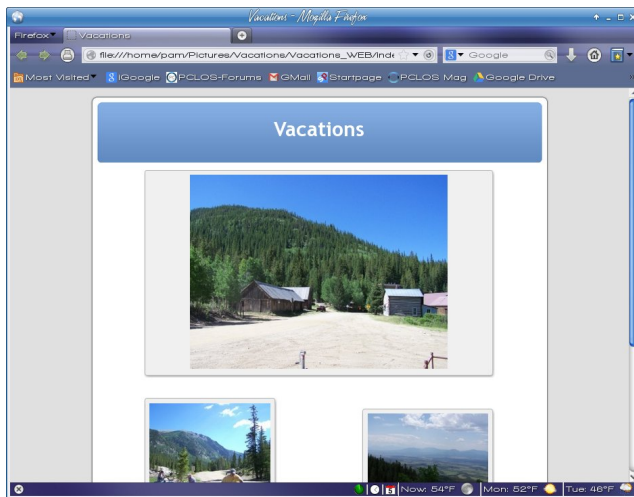 Vacations - Mozilla Firefox
Firefox Vacations
file:///home/pam/Pictures/Vacations/Vacations_WEB/inde Google
Most Visited iGoogle PCLOS-Forums GMail Startpage PCLOS Mag Google Drive
Vacations
Now: 54°F Mon: 52°F Tue: 46°F